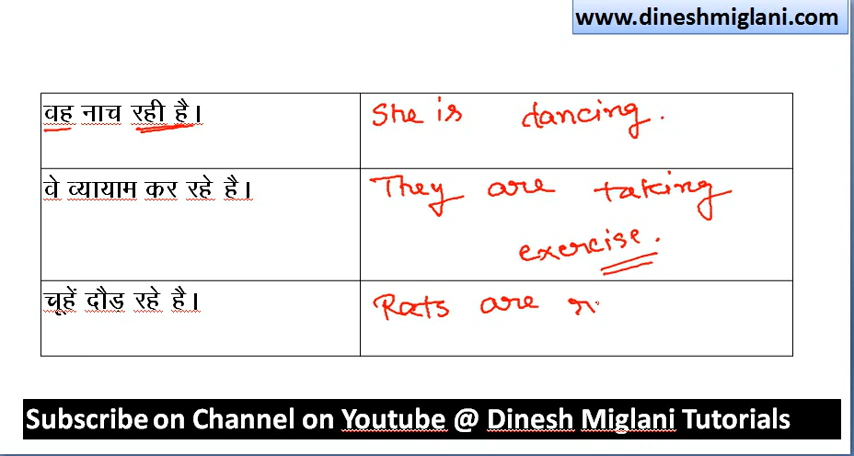 www.dineshmiglani.com
वह नाच रही है। She is dancing.
वे व्यायाम कर रहे है। They are taking
exercise.
चूहें दौड रहे है। Rats are
Subscribe on Channel on Youtube @ Dinesh Miglani Tutorials